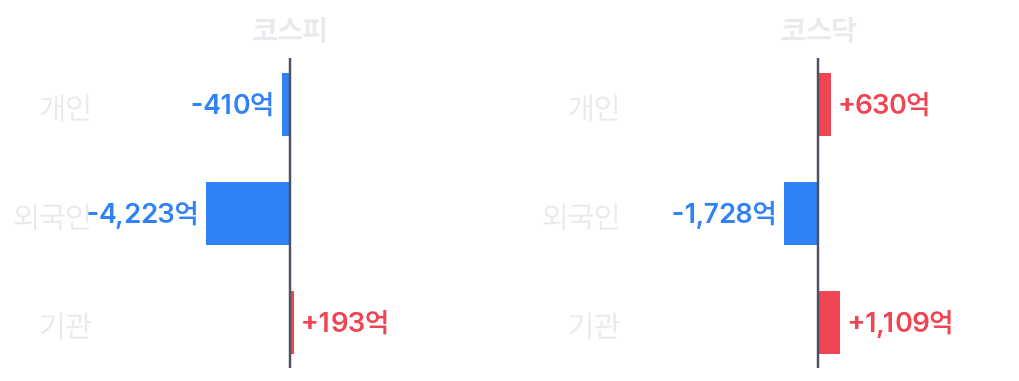 코스피
개인 -410억
외국인 -4,223억
기관 +193억
코스닥
개인 +630억
외국인 -1,728억
기관 +1,109억